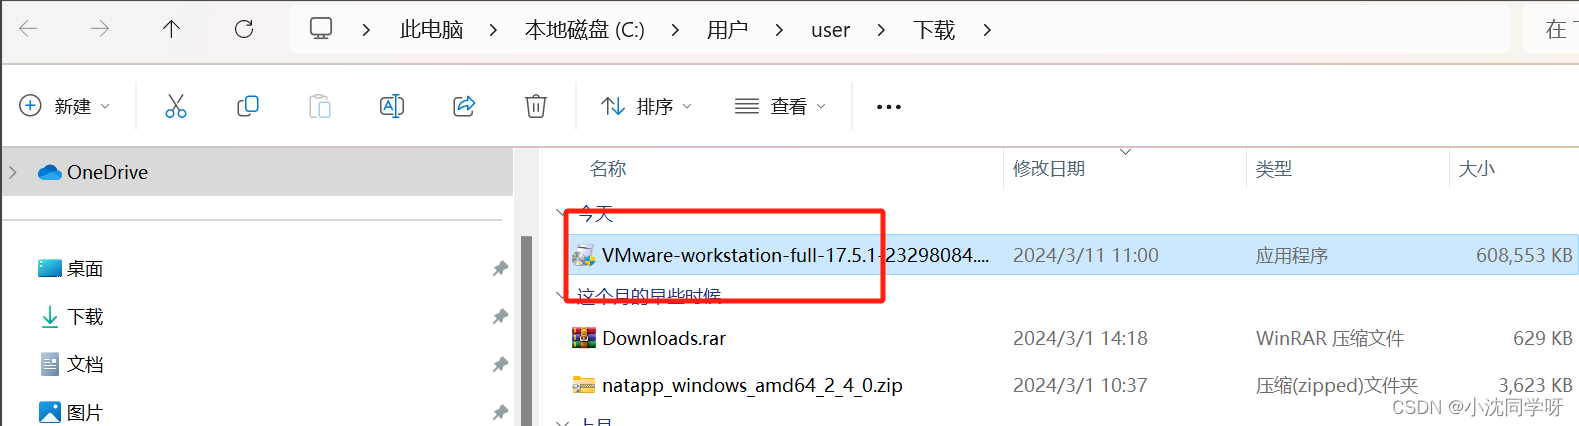 此电脑 > 本地磁盘 (C:) > 用户 > user > 下载 >
在
新建
排序
查看
OneDrive
名称
修改日期
类型
大小
今天
VMware-workstation-full-17.5.1-23298084....
2024/3/11 11:00
应用程序
608,553 KB
桌面
这个月的早些时候
下载
Downloads.rar
2024/3/1 14:18
WinRAR 压缩文件
629 KB
文档
natapp_windows_amd64_2_4_0.zip
2024/3/1 10:37
压缩(zipped)文件夹
3,623 KB
图片
上月
CSDN @小沈同学呀